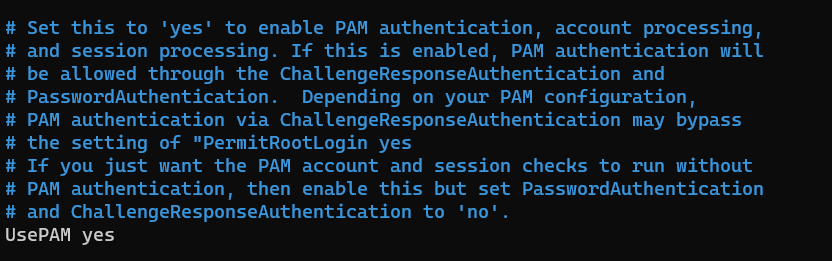 # Set this to 'yes' to enable PAM authentication, account processing,
# and session processing. If this is enabled, PAM authentication will
# be allowed through the ChallengeResponseAuthentication and
# PasswordAuthentication.  Depending on your PAM configuration,
# PAM authentication via ChallengeResponseAuthentication may bypass
# the setting of "PermitRootLogin yes
# If you just want the PAM account and session checks to run without
# PAM authentication, then enable this but set PasswordAuthentication
# and ChallengeResponseAuthentication to 'no'.
UsePAM yes